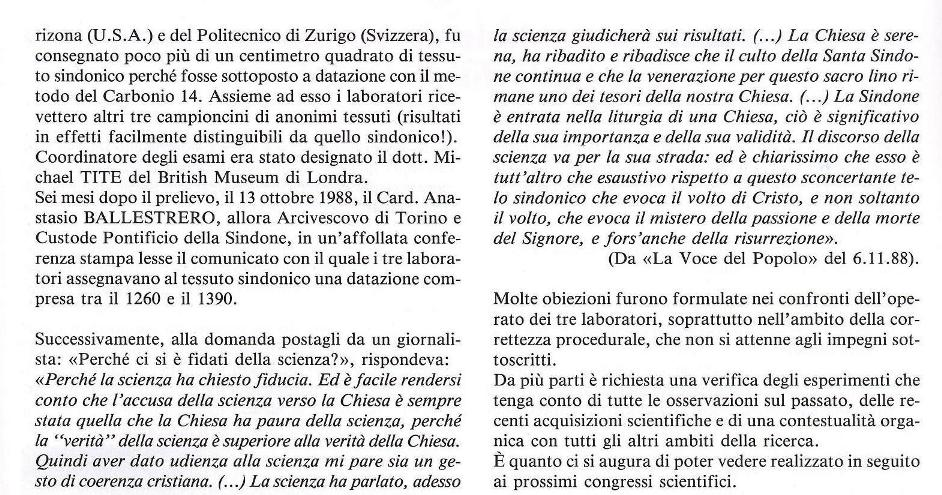 rizona (U.S.A.) e del Politecnico di Zurigo (Svizzera), fu
consegnato poco più di un centimetro quadrato di tessu-
to sindonico perché fosse sottoposto a datazione con il me-
todo del Carbonio 14. Assieme ad esso i laboratori rice-
vettero altri tre campioncini di anonimi tessuti (risultati
in effetti facilmente distinguibili da quello sindonico!).
Coordinatore degli esami era stato designato il dott. Mi-
chael TITE del British Museum di Londra.
Sei mesi dopo il prelievo, il 13 ottobre 1988, il Card. Ana-
stasio BALLESTRERO, allora Arcivescovo di Torino e
Custode Pontificio della Sindone, in un'affollata confe-
renza stampa lesse il comunicato con il quale i tre labora-
tori assegnavano al tessuto sindonico una datazione com-
presa tra il 1260 e il 1390.
Successivamente, alla domanda postagli da un giornali-
sta: «Perché ci si è fidati della scienza?», rispondeva:
«Perché la scienza ha chiesto fiducia. Ed è facile rendersi
conto che l'accusa della scienza verso la Chiesa è sempre
stata quella che la Chiesa ha paura della scienza, perché
la "verità" della scienza è superiore alla verità della Chiesa.
Quindi aver dato udienza alla scienza mi pare sia un ge-
sto di coerenza cristiana. (...) La scienza ha parlato, adesso
la scienza giudicherà sui risultati. (...) La Chiesa è sere-
na, ha ribadito e ribadisce che il culto della Santa Sindo-
ne continua e che la venerazione per questo sacro lino ri-
mane uno dei tesori della nostra Chiesa. (...) La Sindone
è entrata nella liturgia di una Chiesa, ciò è significativo
della sua importanza e della sua validità. Il discorso della
scienza va per la sua strada: ed è chiarissimo che esso è
tutt'altro che esaustivo rispetto a questo sconcertante te-
lo sindonico che evoca il volto di Cristo, e non soltanto
il volto, che evoca il mistero della passione e della morte
del Signore, e fors'anche della risurrezione».
(Da «La Voce del Popolo» del 6.11.88).
Molte obiezioni furono formulate nei confronti dell'ope-
rato dei tre laboratori, soprattutto nell'ambito della cor-
rettezza procedurale, che non si attenne agli impegni sot-
toscritti.
Da più parti è richiesta una verifica degli esperimenti che
tenga conto di tutte le osservazioni sul passato, delle re-
centi acquisizioni scientifiche e di una contestualità orga-
nica con tutti gli altri ambiti della ricerca.
È quanto ci si augura di poter vedere realizzato in seguito
ai prossimi congressi scientifici.